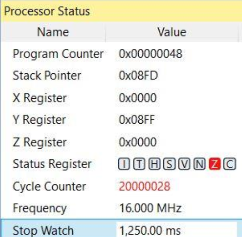 Processor Status
Name Value
Program Counter 0x00000048
Stack Pointer 0x08FD
X Register 0x0000
Y Register 0x08FF
Z Register 0x0000
Status Register I T H S V N Z C
Cycle Counter 20000028
Frequency 16.000 MHz
Stop Watch 1,250.00 ms